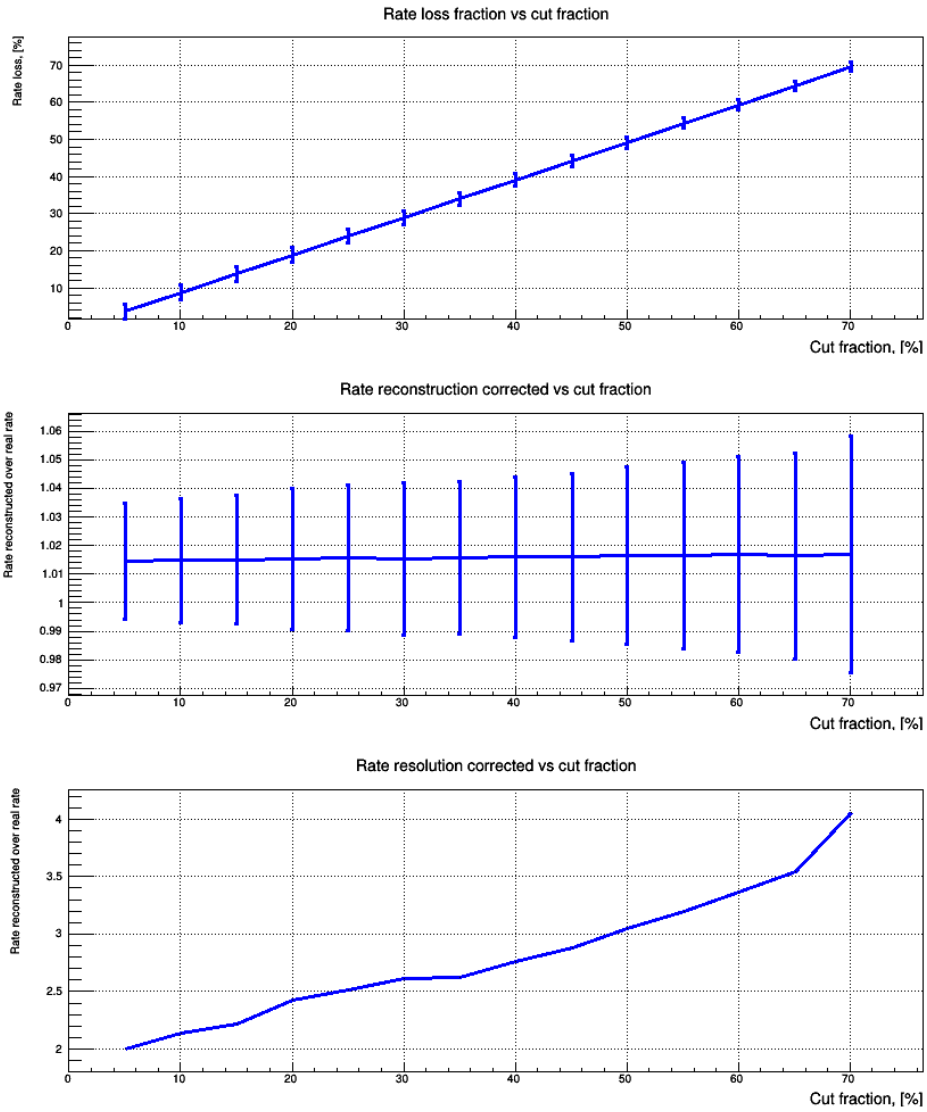 Rate loss fraction vs cut fraction
Rate loss, [%]
70
60
50
40
30
20
10
0 10 20 30 40 50 60 70
Cut fraction, [%]
Rate reconstruction corrected vs cut fraction
Rate reconstructed over real rate
1.06
1.05
1.04
1.03
1.02
1.01
1
0.99
0.98
0.97
0 10 20 30 40 50 60 70
Cut fraction, [%]
Rate resolution corrected vs cut fraction
Rate reconstructed over real rate
4
3.5
3
2.5
2
0 10 20 30 40 50 60 70
Cut fraction, [%]